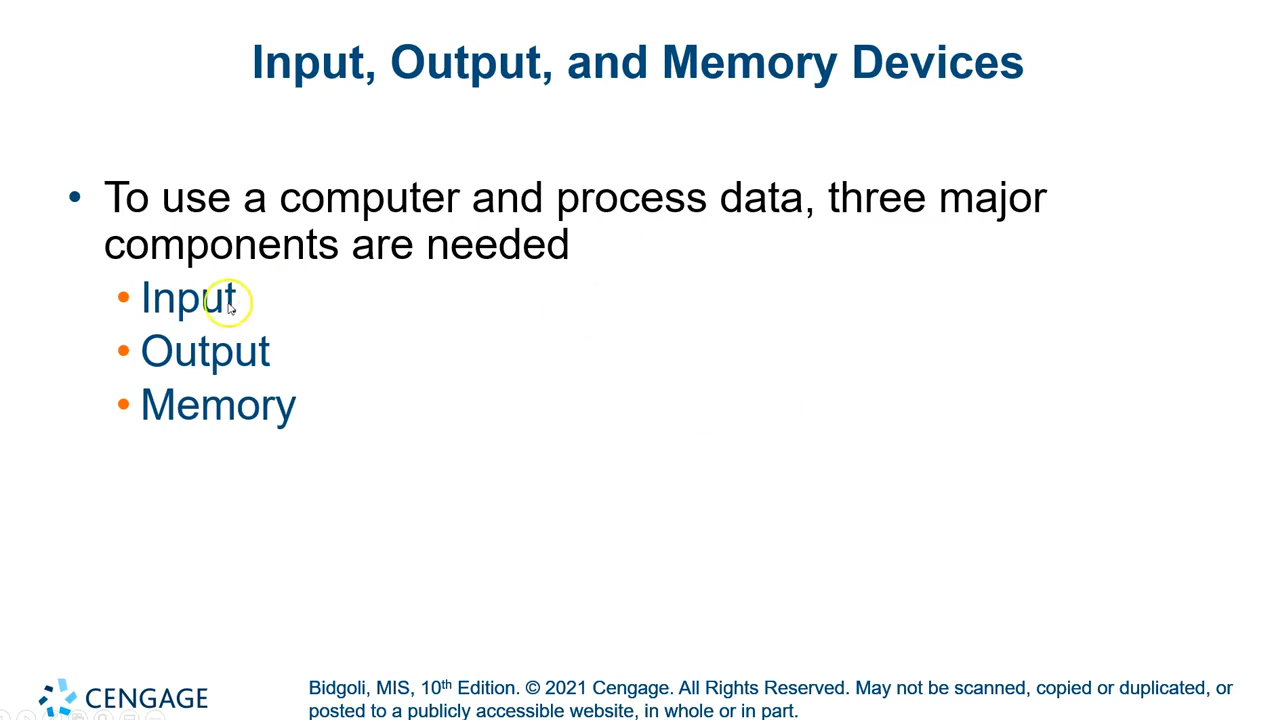 Input, Output, and Memory Devices
• To use a computer and process data, three major
components are needed
• Input
• Output
• Memory
CENGAGE
Bidgoli, MIS, 10th Edition. © 2021 Cengage. All Rights Reserved. May not be scanned, copied or duplicated, or
posted to a publicly accessible website, in whole or in part.